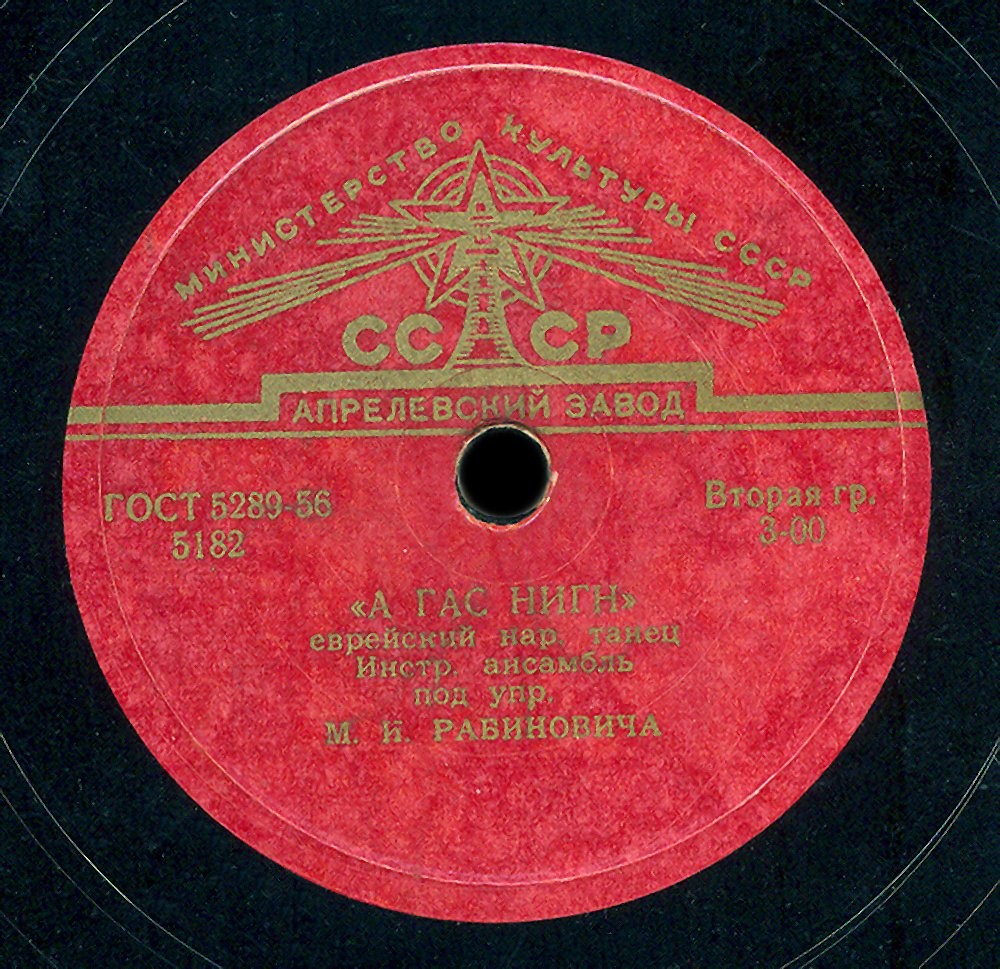 МИНИСТЕРСТВО КУЛЬТУРЫ СССР
СССР
АПРЕЛЕВСКИЙ ЗАВОД
ГОСТ 5289-56
5182
Вторая гр.
3-00
«А ГАС НИГН»
еврейский нар. танец
Инстр. ансамбль
под упр.
М. И. РАБИНОВИЧА